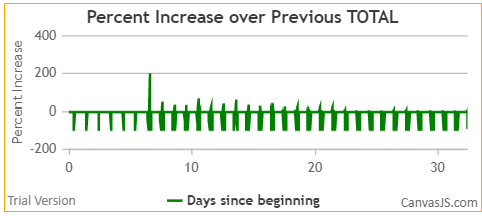 Percent Increase over Previous TOTAL
Percent Increase
400
200
0
-200
0
10
20
30
Trial Version
Days since beginning
CanvasJS.com